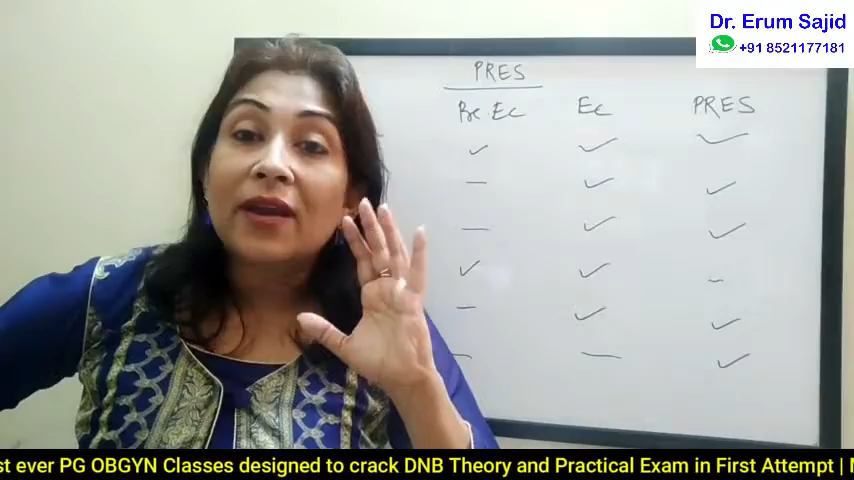 Dr. Erum Sajid
+91 8521177181
PRES
Pre Ec Ec PRES
✓ ✓ ✓
— ✓ ✓
— ✓ ✓
✓ ✓ –
— ✓ ✓
— — ✓
st ever PG OBGYN Classes designed to crack DNB Theory and Practical Exam in First Attempt |